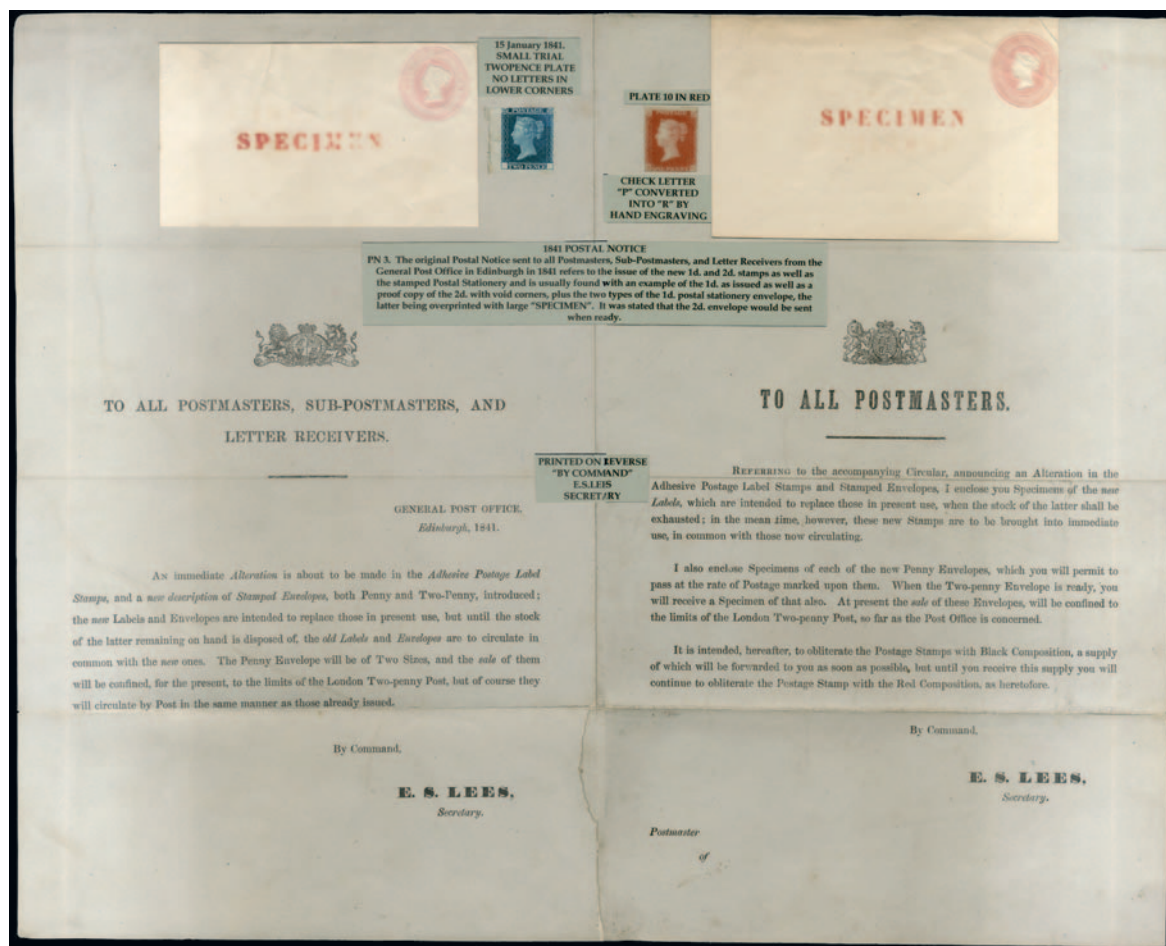 SPECIMEN
15 January 1841.
SMALL TRIAL
TWOPENCE PLATE
NO LETTERS IN
LOWER CORNERS
POSTAGE
TWO PENCE
PLATE 10 IN RED
CHECK LETTER
"P" CONVERTED
INTO "R" BY
HAND ENGRAVING
SPECIMEN
1841 POSTAL NOTICE
PN 3. The original Postal Notice sent to all Postmasters, Sub-Postmasters, and Letter Receivers from the
General Post Office in Edinburgh in 1841 refers to the issue of the new 1d. and 2d. stamps as well as
the stamped Postal Stationery and is usually found with an example of the 1d. as issued as well as a
proof copy of the 2d. with void corners, plus the two types of the 1d. postal stationery envelope, the
latter being overprinted with large "SPECIMEN". It was stated that the 2d. envelope would be sent
when ready.
TO ALL POSTMASTERS, SUB-POSTMASTERS, AND
LETTER RECEIVERS.
GENERAL POST OFFICE,
Edinburgh, 1841.
AN immediate Alteration is about to be made in the Adhesive Postage Label
Stamps, and a new description of Stamped Envelopes, both Penny and Two-Penny, introduced;
the new Labels and Envelopes are intended to replace those in present use, but until the stock
of the latter remaining on hand is disposed of, the old Labels and Envelopes are to circulate in
common with the new ones. The Penny Envelope will be of Two Sizes, and the sale of them
will be confined, for the present, to the limits of the London Two-penny Post, but of course they
will circulate by Post in the same manner as those already issued.
By Command,
E. S. LEES,
Secretary.
PRINTED ON REVERSE
"BY COMMAND"
E.S.LEIS
SECRETARY
TO ALL POSTMASTERS.
REFERRING to the accompanying Circular, announcing an Alteration in the
Adhesive Postage Label Stamps and Stamped Envelopes, I enclose you Specimens of the new
Labels, which are intended to replace those in present use, when the stock of the latter shall be
exhausted; in the mean time, however, these new Stamps are to be brought into immediate
use, in common with those now circulating.
I also enclose Specimens of each of the new Penny Envelopes, which you will permit to
pass at the rate of Postage marked upon them. When the Two-penny Envelope is ready, you
will receive a Specimen of that also. At present the sale of these Envelopes, will be confined to
the limits of the London Two-penny Post, so far as the Post Office is concerned.
It is intended, hereafter, to obliterate the Postage Stamps with Black Composition, a supply
of which will be forwarded to you as soon as possible, but until you receive this supply you will
continue to obliterate the Postage Stamp with the Red Composition, as heretofore.
By Command,
E. S. LEES,
Secretary.
Postmaster
of